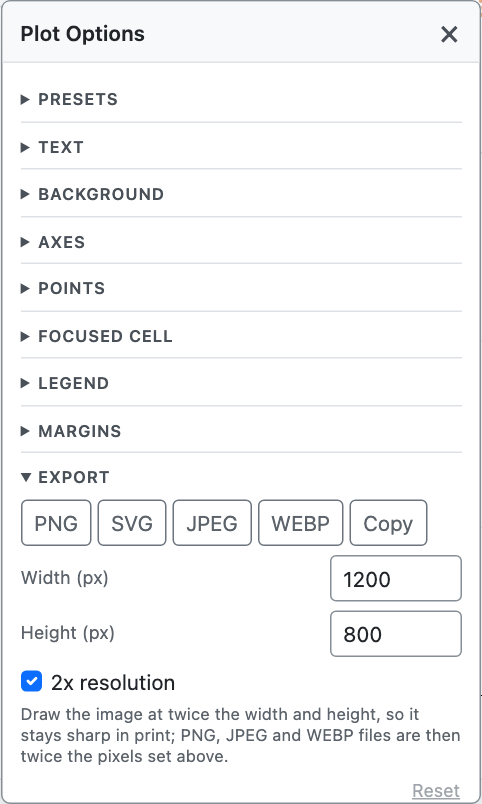 Plot Options
PRESETS
TEXT
BACKGROUND
AXES
POINTS
FOCUSED CELL
LEGEND
MARGINS
EXPORT
PNG SVG JPEG WEBP Copy
Width (px) 1200
Height (px) 800
2x resolution
Draw the image at twice the width and height, so it
stays sharp in print; PNG, JPEG and WEBP files are then
twice the pixels set above.
Reset